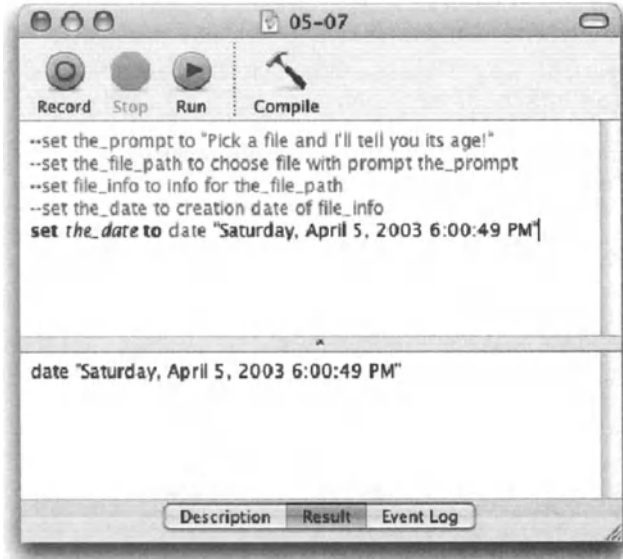 05-07
Record Stop Run Compile
--set the_prompt to "Pick a file and I'll tell you its age!"
--set the_file_path to choose file with prompt the_prompt
--set file_info to info for the_file_path
--set the_date to creation date of file_info
set the_date to date "Saturday, April 5, 2003 6:00:49 PM"
date "Saturday, April 5, 2003 6:00:49 PM"
Description Result Event Log